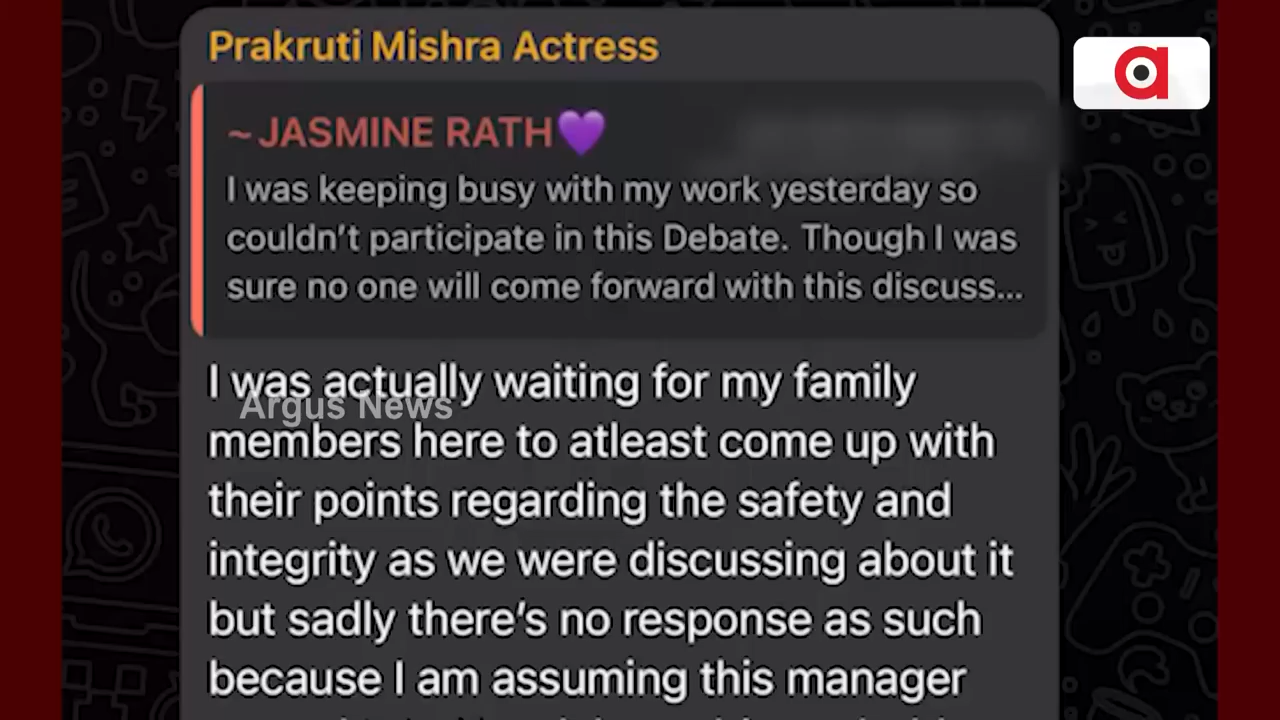 Prakruti Mishra Actress
~JASMINE RATH💜
I was keeping busy with my work yesterday so
couldn't participate in this Debate. Though I was
sure no one will come forward with this discuss...
I was actually waiting for my family
Argus News
members here to atleast come up with
their points regarding the safety and
integrity as we were discussing about it
but sadly there's no response as such
because I am assuming this manager